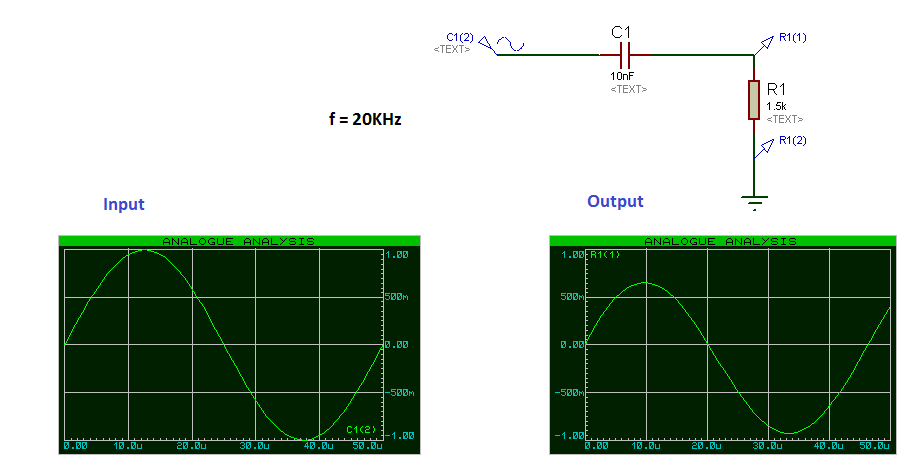 C1
C1(2)
<TEXT>
R1(1)
10nF
<TEXT>
R1
1.5k
<TEXT>
f = 20KHz
R1(2)
Input
Output
ANALOGUE ANALYSIS
1.00
500m
0.00
-500m
-1.00
C1(2)
0.00 10.0u 20.0u 30.0u 40.0u 50.0u
ANALOGUE ANALYSIS
1.00
R1(1)
500m
0.00
-500m
-1.00
0.00 10.0u 20.0u 30.0u 40.0u 50.0u